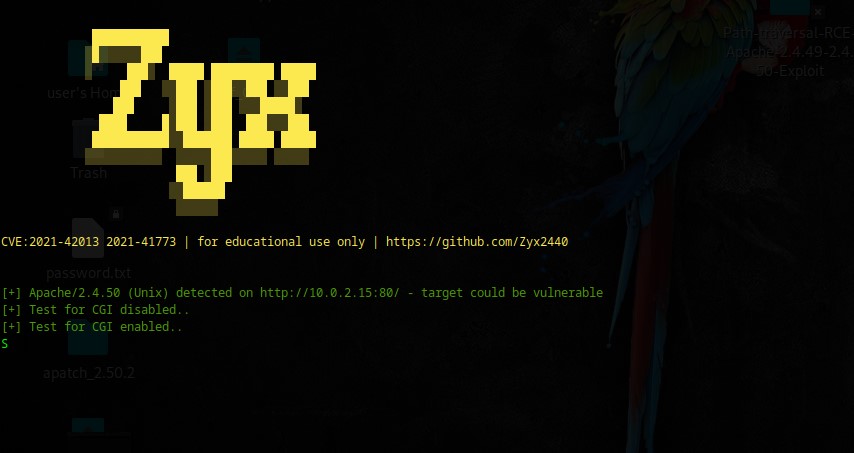 Path-traversal-RCE-
Apache-2.4.49-2.4.
50-Exploit
Zyx
user's Home
Trash
CVE:2021-42013 2021-41773 | for educational use only | https://github.com/Zyx2440
password.txt
[+] Apache/2.4.50 (Unix) detected on http://10.0.2.15:80/ - target could be vulnerable
[+] Test for CGI disabled..
[+] Test for CGI enabled..
S
apatch_2.50.2